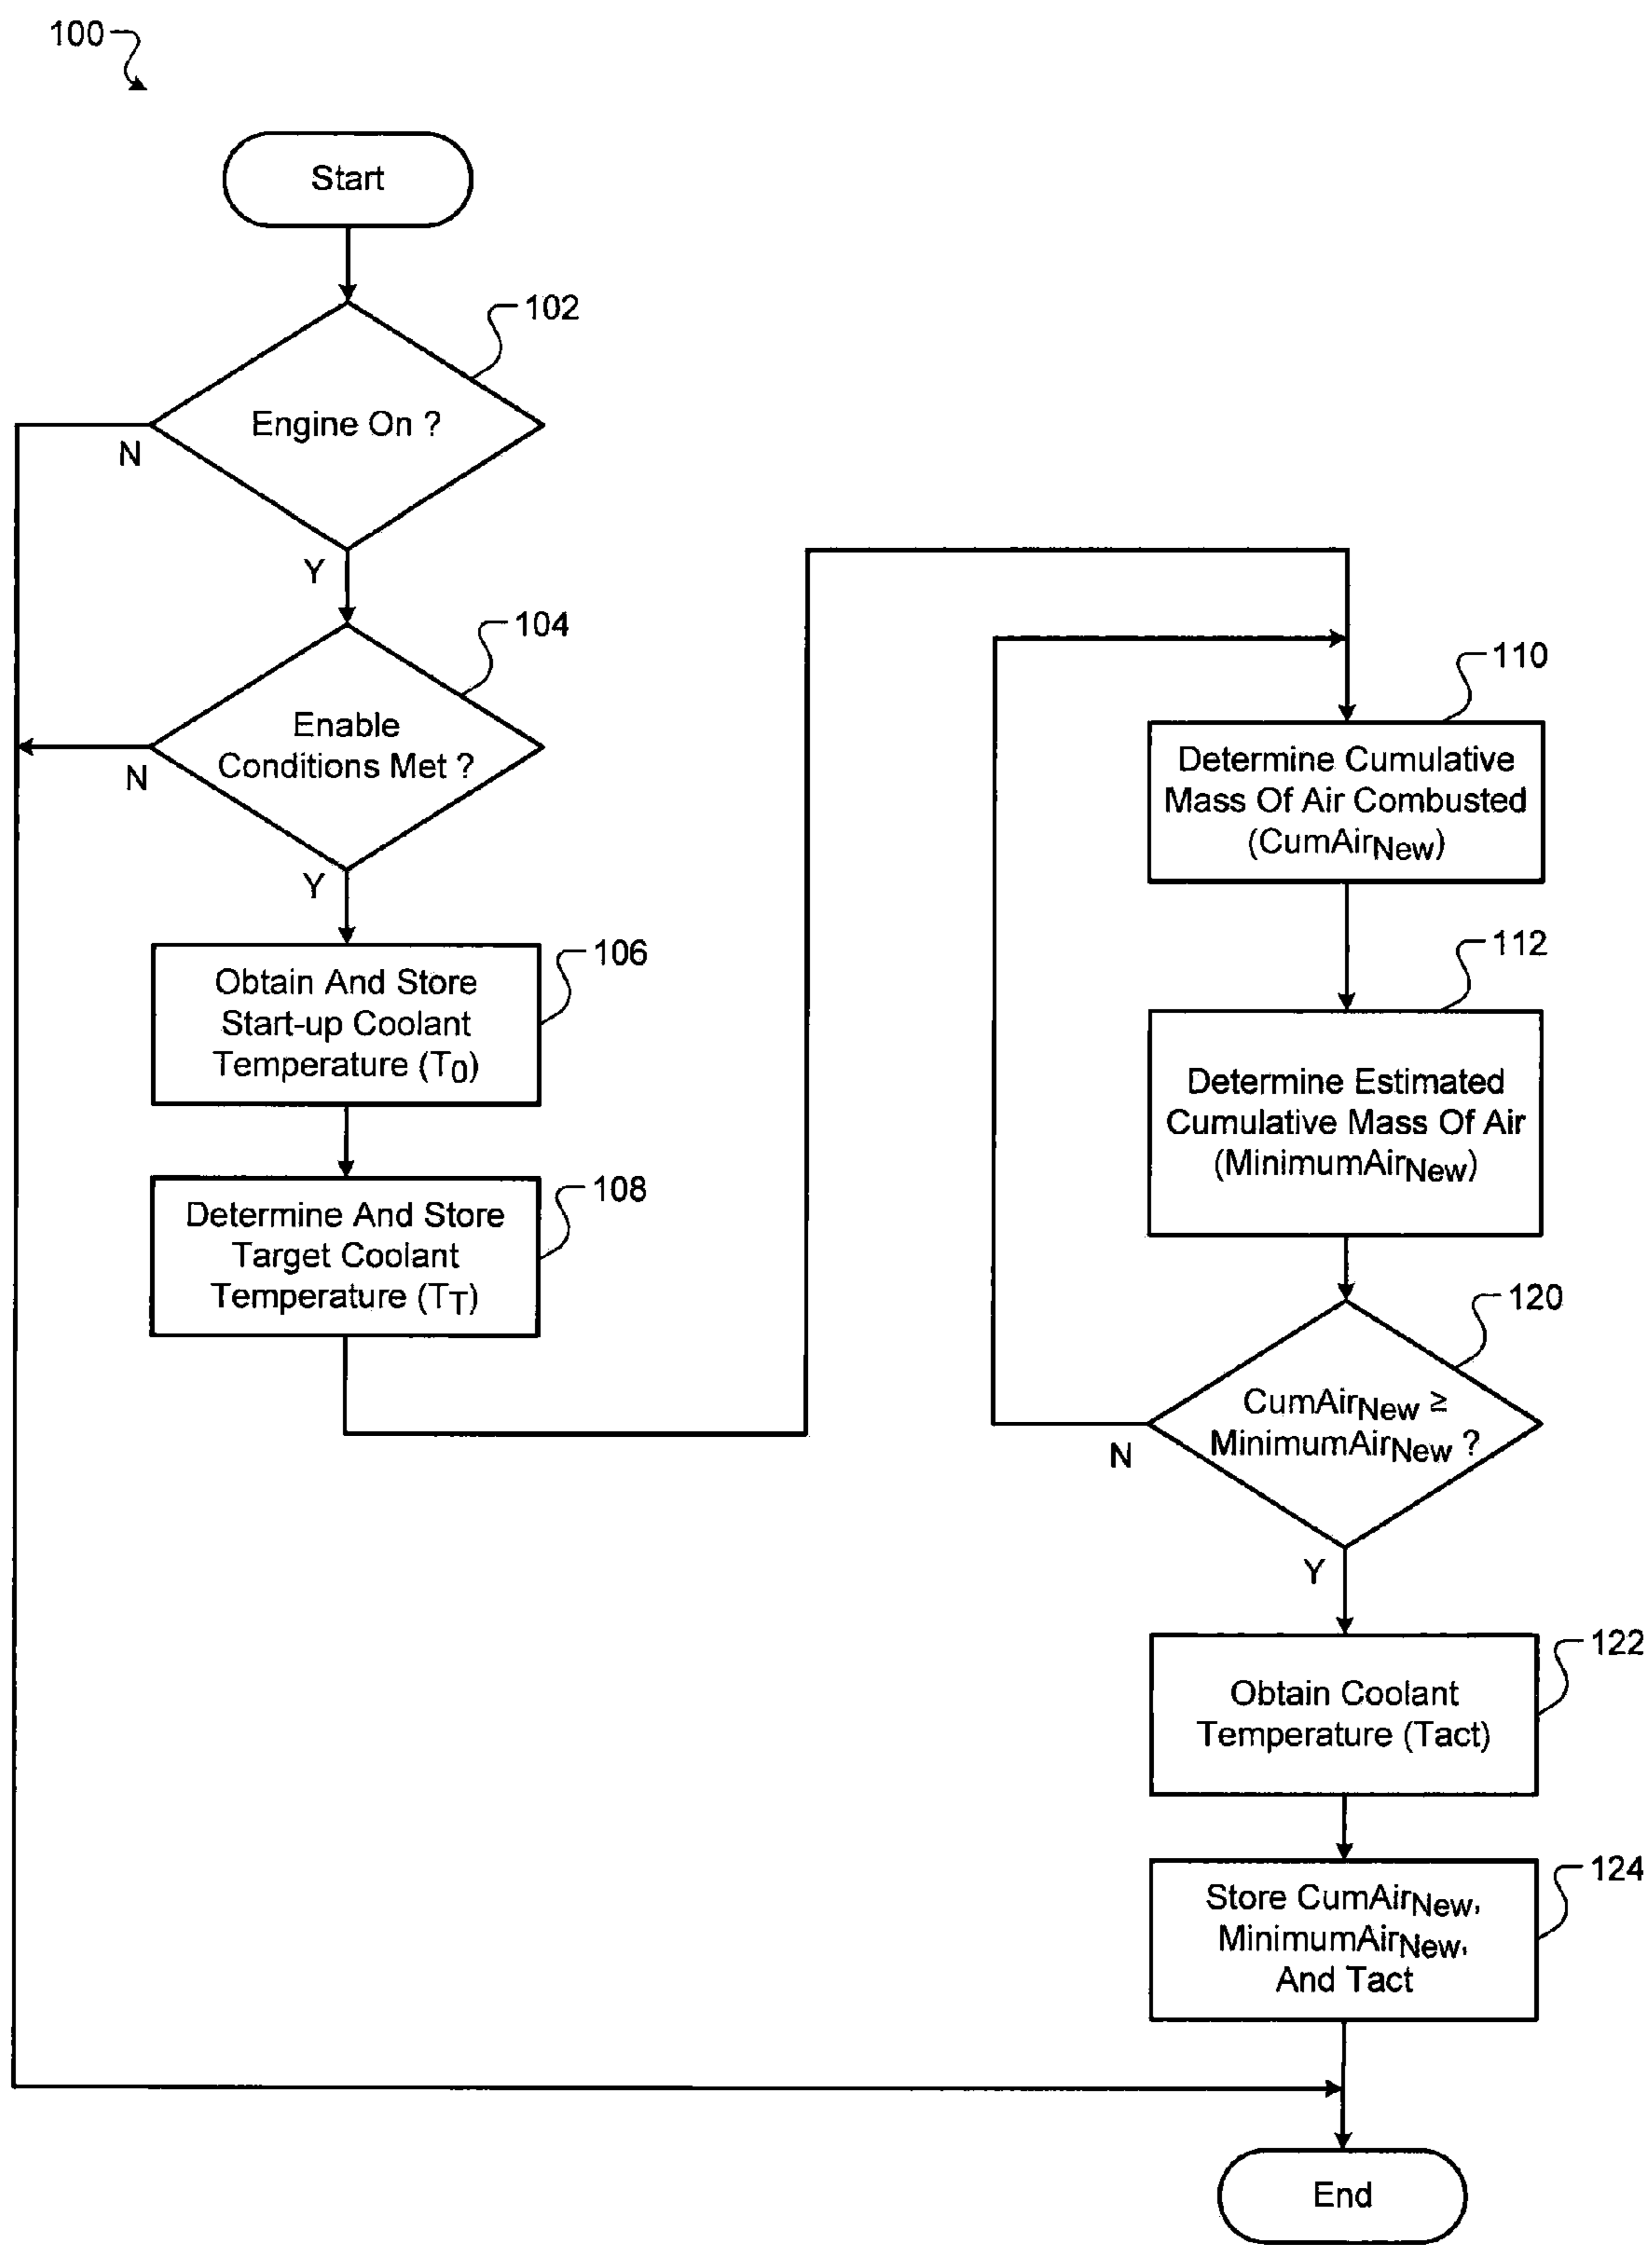 100
Start
102
Engine On ?
N
Y
104
Enable
Conditions Met ?
N
Y
106
Obtain And Store
Start-up Coolant
Temperature (T0)
108
Determine And Store
Target Coolant
Temperature (TT)
110
Determine Cumulative
Mass Of Air Combusted
(CumAirNew)
112
Determine Estimated
Cumulative Mass Of Air
(MinimumAirNew)
120
CumAirNew ≥
MinimumAirNew ?
N
Y
122
Obtain Coolant
Temperature (Tact)
124
Store CumAirNew,
MinimumAirNew,
And Tact
End